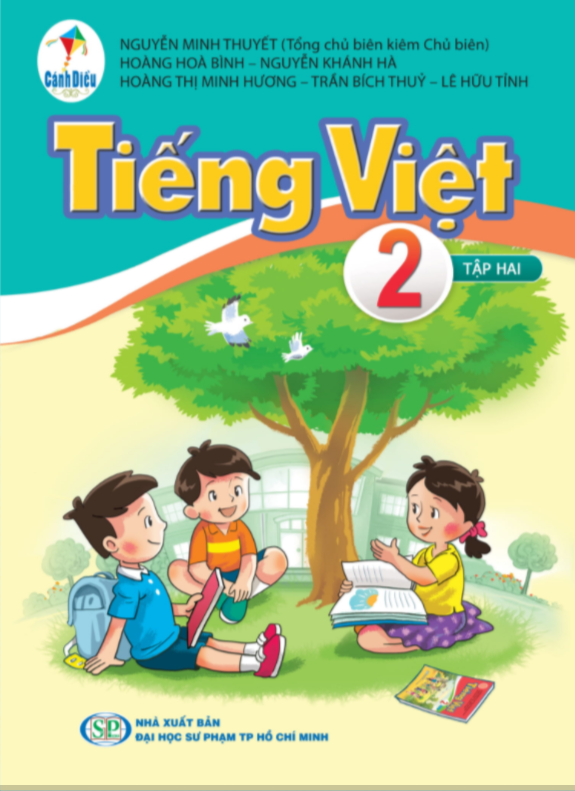 Cánh Diều
NGUYỄN MINH THUYẾT (Tổng chủ biên kiêm Chủ biên)
HOÀNG HOÀ BÌNH – NGUYỄN KHÁNH HÀ
HOÀNG THỊ MINH HƯƠNG – TRẦN BÍCH THUỶ – LÊ HỮU TỈNH
Tiếng Việt
2
TẬP HAI
SP
NHÀ XUẤT BẢN
ĐẠI HỌC SƯ PHẠM TP HỒ CHÍ MINH